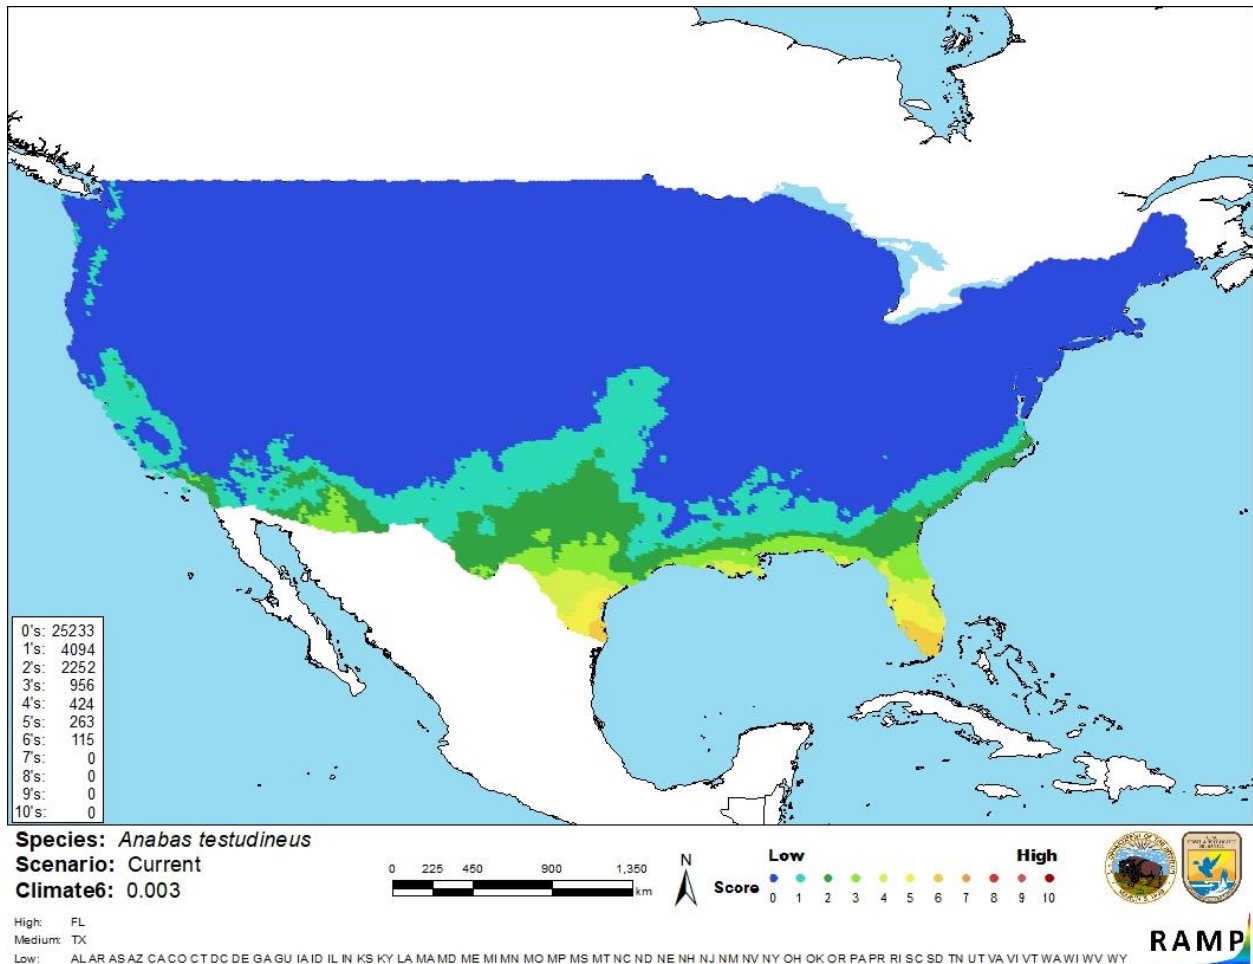 0's: 25233
1's: 4094
2's: 2252
3's: 956
4's: 424
5's: 263
6's: 115
7's: 0
8's: 0
9's: 0
10's: 0
Species: Anabas testudineus
Scenario: Current
Climate6: 0.003
0 225 450 900 1,350
km
N
Low High
Score
0 1 2 3 4 5 6 7 8 9 10
High: FL
Medium: TX
Low: AL AR AS AZ CA CO CT DC DE GA GU IA ID IL IN KS KY LA MA MD ME MI MN MO MP MS MT NC ND NE NH NJ NM NV NY OH OK OR PA PR RI SC SD TN UT VA VI VT WA WI WV WY
RAMP